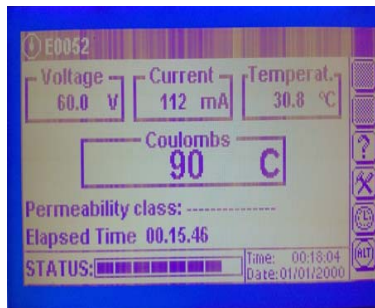 E0052
Voltage Current Temperat.
60.0 V 112 mA 30.8 °C
Coulombs
90 C
Permeability class: ---------------
Elapsed Time 00.15.46
STATUS:
Time: 00:18:04
Date:01/01/2000
?
ALT